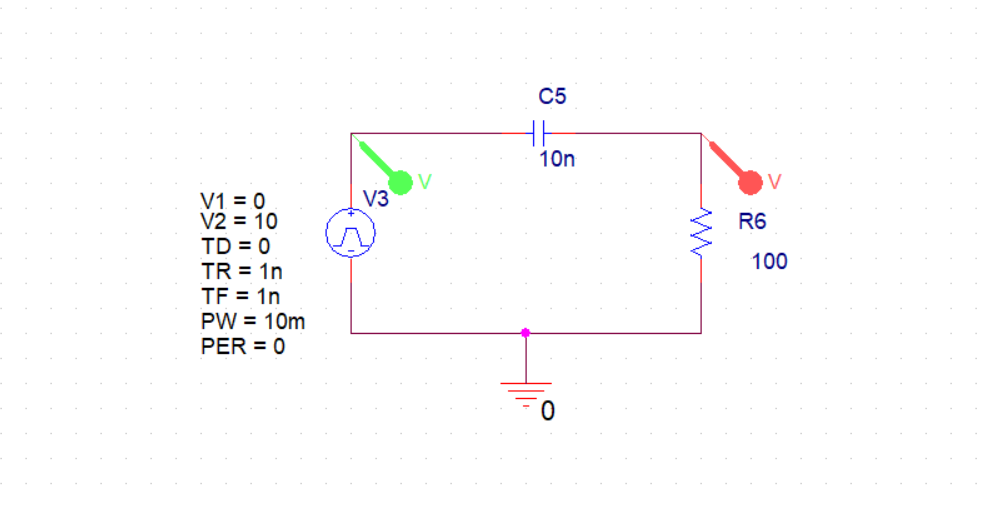 C5
10n
V
V
V3
V1 = 0
V2 = 10
TD = 0
TR = 1n
TF = 1n
PW = 10m
PER = 0
+
-
R6
100
0